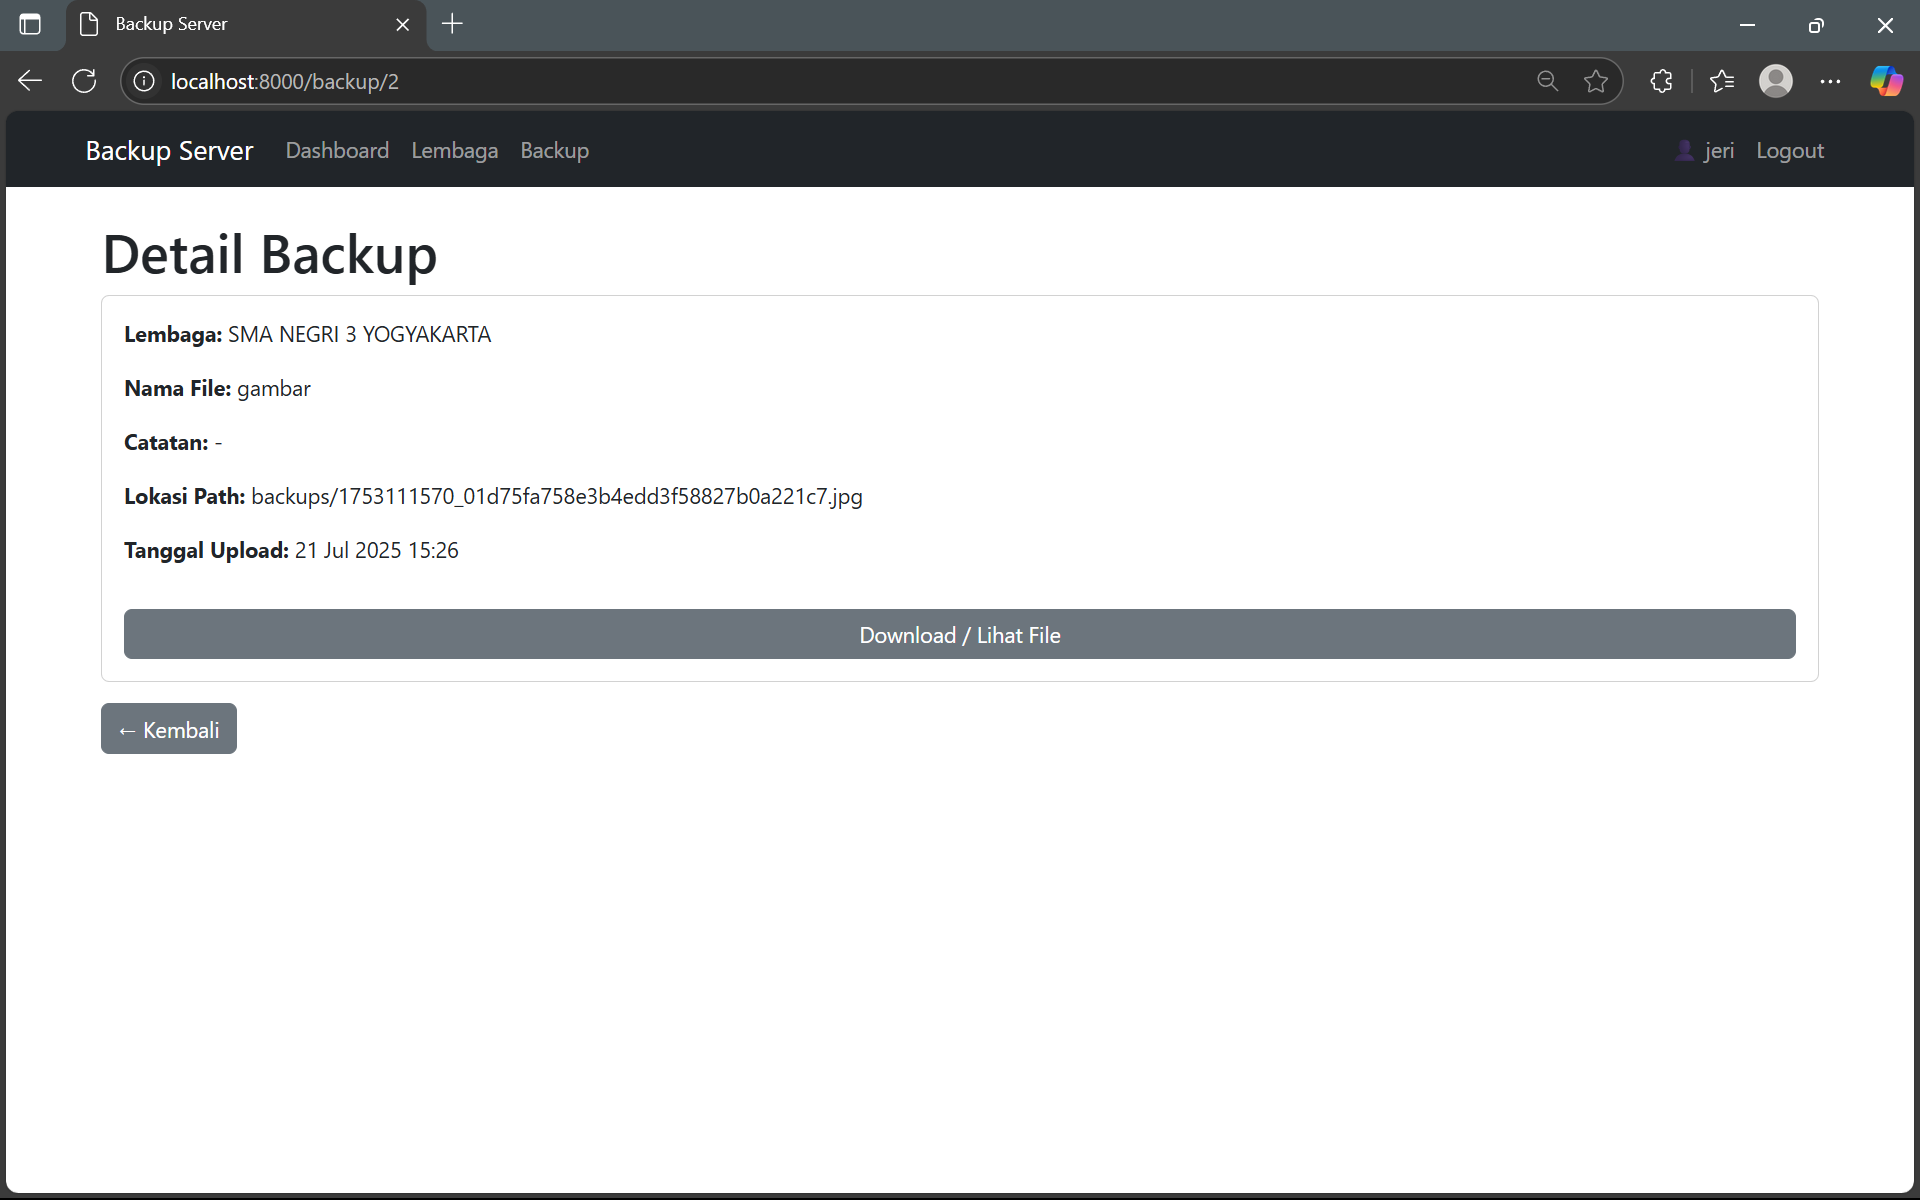 Backup Server
localhost:8000/backup/2
Backup Server Dashboard Lembaga Backup jeri Logout
Detail Backup
Lembaga: SMA NEGRI 3 YOGYAKARTA
Nama File: gambar
Catatan: -
Lokasi Path: backups/1753111570_01d75fa758e3b4edd3f58827b0a221c7.jpg
Tanggal Upload: 21 Jul 2025 15:26
Download / Lihat File
← Kembali